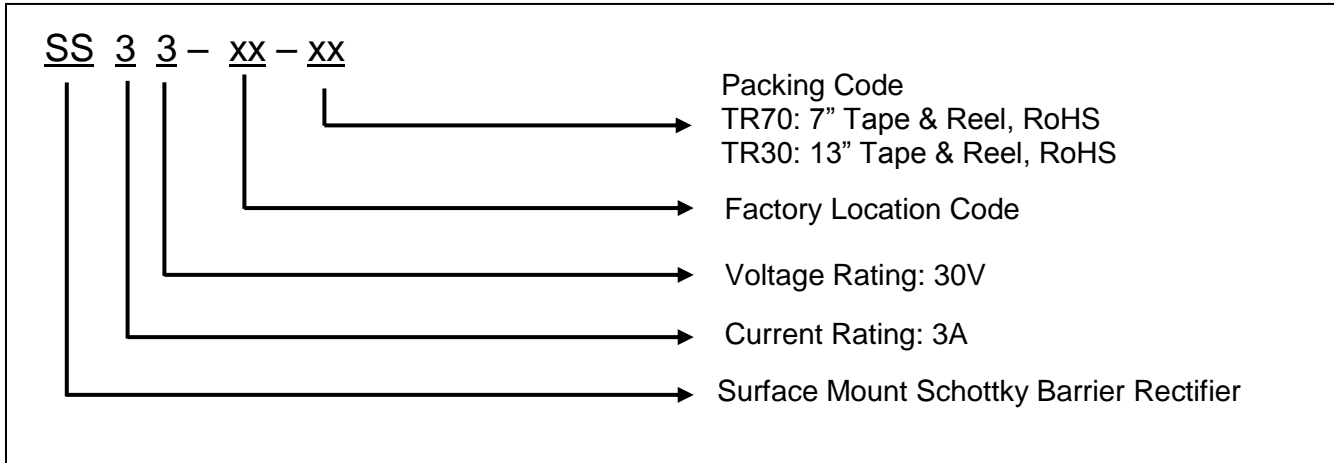 SS 3 3 – xx – xx
Packing Code
TR70: 7” Tape & Reel, RoHS
TR30: 13” Tape & Reel, RoHS
Factory Location Code
Voltage Rating: 30V
Current Rating: 3A
Surface Mount Schottky Barrier Rectifier